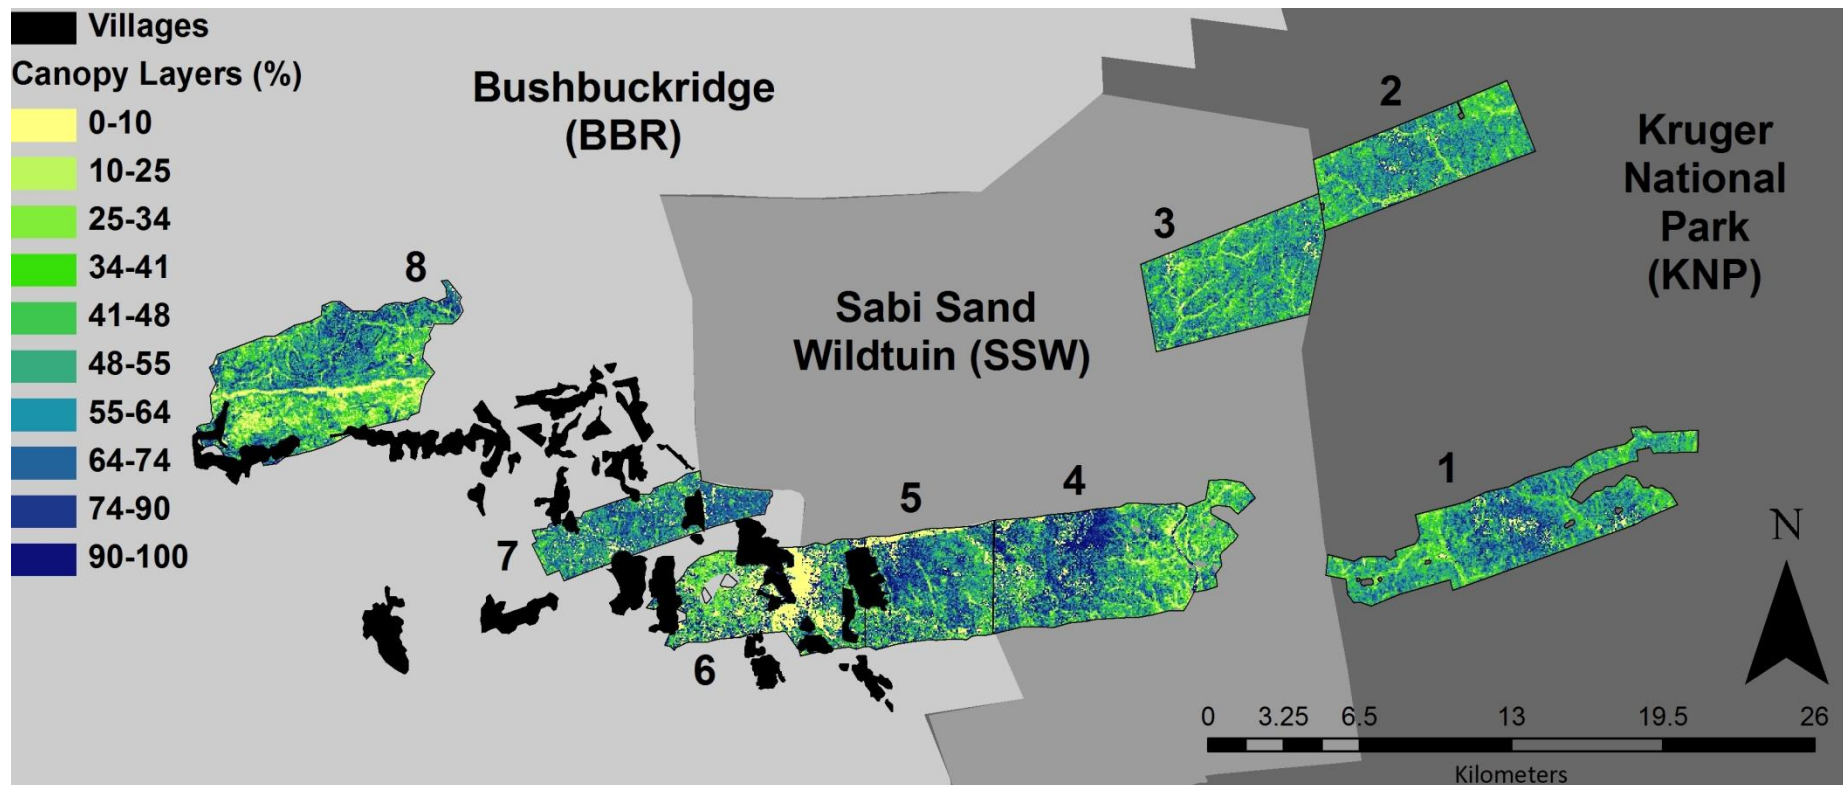 Villages
Canopy Layers (%)
0-10
10-25
25-34
34-41
41-48
48-55
55-64
64-74
74-90
90-100
Bushbuckridge
(BBR)
Sabi Sand
Wildtuin (SSW)
Kruger
National
Park
(KNP)
2
3
8
1
4
5
7
6
N
0 3.25 6.5 13 19.5 26
Kilometers